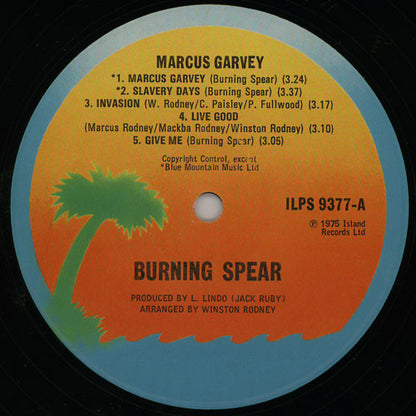 MARCUS GARVEY
*1. MARCUS GARVEY (Burning Spear) (3.24)
*2. SLAVERY DAYS (Burning Spear) (3.37)
3. INVASION (W. Rodney/C. Paisley/P. Fullwood) (3.17)
4. LIVE GOOD
(Marcus Rodney/Mackba Rodney/Winston Rodney) (3.10)
5. GIVE ME (Burning Spear) (3.05)
Copyright Control, except
*Blue Mountain Music Ltd
ILPS 9377-A
℗ 1975 Island
Records Ltd
BURNING SPEAR
PRODUCED BY L. LINDO (JACK RUBY)
ARRANGED BY WINSTON RODNEY